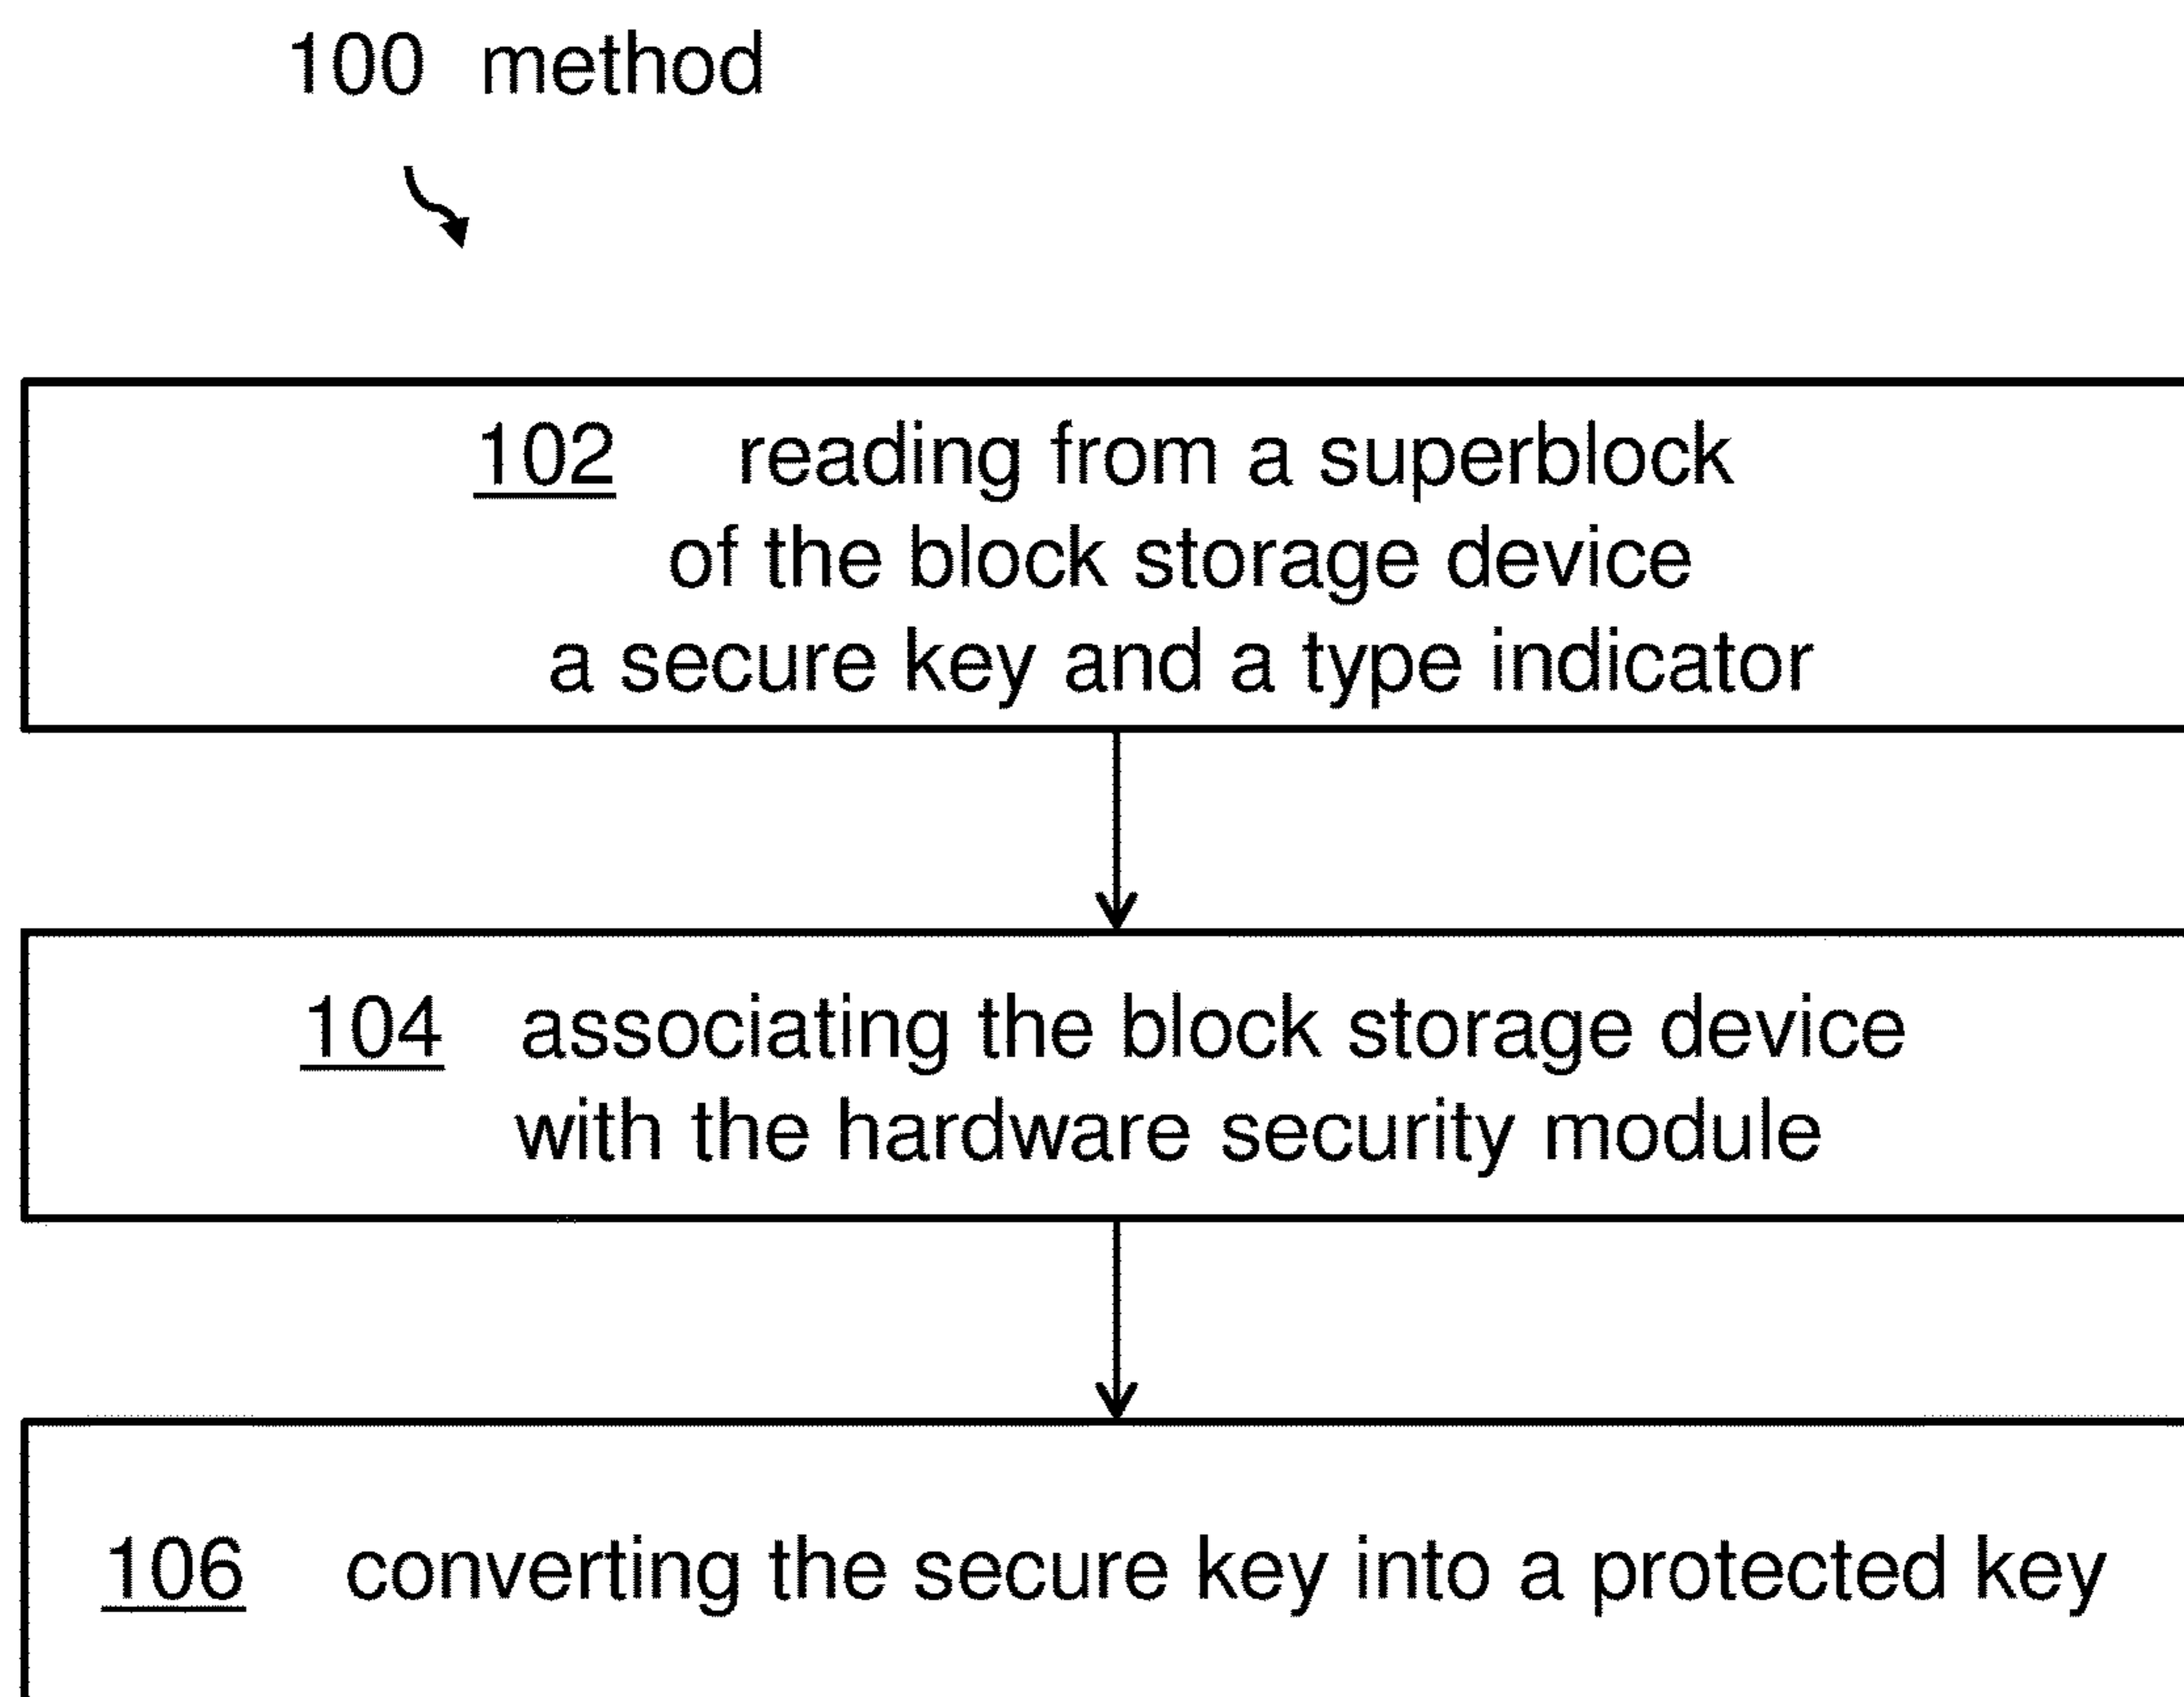 100 method
102 reading from a superblock
of the block storage device
a secure key and a type indicator
104 associating the block storage device
with the hardware security module
106 converting the secure key into a protected key